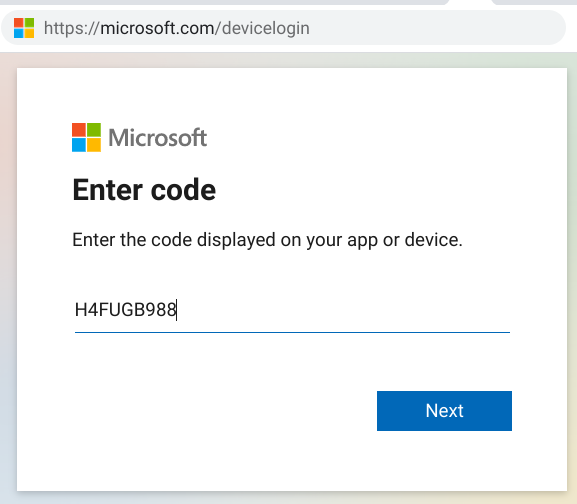 https://microsoft.com/devicelogin
Microsoft
Enter code
Enter the code displayed on your app or device.
H4FUGB988
Next